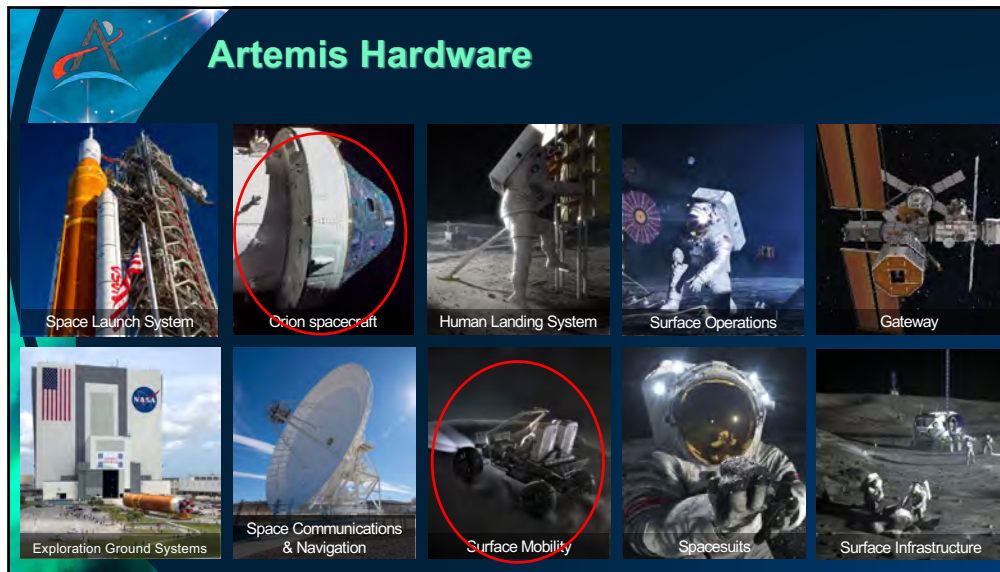 Artemis Hardware
Space Launch System
Orion spacecraft
Human Landing System
Surface Operations
Gateway
NASA
Exploration Ground Systems
Space Communications
& Navigation
Surface Mobility
Spacesuits
Surface Infrastructure